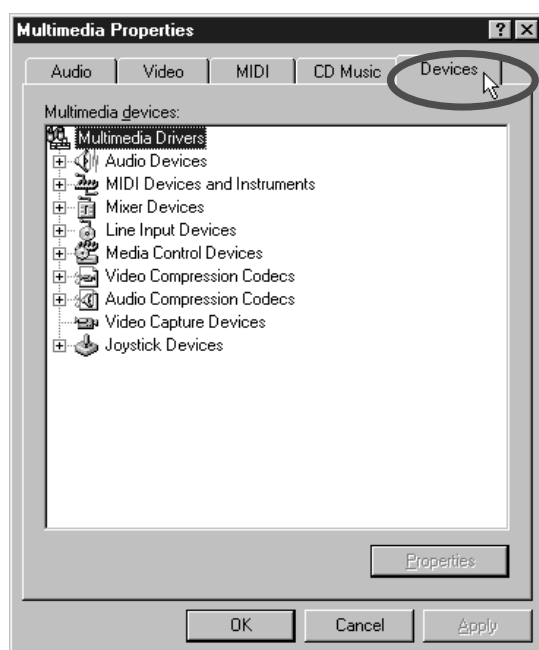 Multimedia Properties
Audio Video MIDI CD Music Devices
Multimedia devices:
Multimedia Drivers
Audio Devices
MIDI Devices and Instruments
Mixer Devices
Line Input Devices
Media Control Devices
Video Compression Codecs
Audio Compression Codecs
Video Capture Devices
Joystick Devices
Properties
OK Cancel Apply